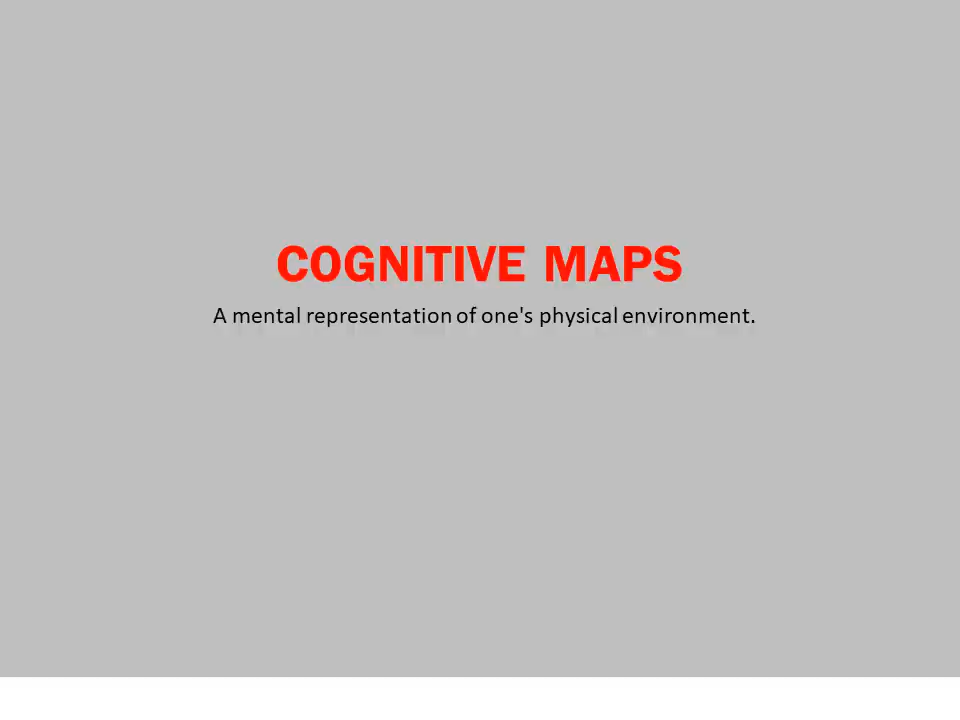 COGNITIVE MAPS
A mental representation of one's physical environment.